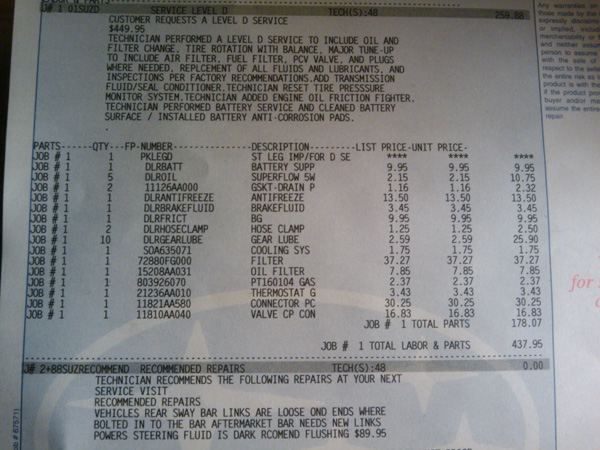 J# 1 01SUZD SERVICE LEVEL D TECH(S):48 259.88
CUSTOMER REQUESTS A LEVEL D SERVICE
$449.95
TECHNICIAN PERFORMED A LEVEL D SERVICE TO INCLUDE OIL AND
FILTER CHANGE, TIRE ROTATION WITH BALANCE, MAJOR TUNE-UP
TO INCLUDE AIR FILTER, FUEL FILTER, PCV VALVE, AND PLUGS
WHERE NEEDED, REPLCEMENT OF ALL FLUIDS AND LUBRICANTS, AND
INSPECTIONS PER FACTORY RECOMMENDATIONS.ADD TRANSMISSION
FLUID/SEAL CONDITIONER.TECHNICIAN RESET TIRE PRESSSURE
MONITOR SYSTEM.TECHNICIAN ADDED ENGINE OIL FRICTION FIGHTER.
TECHNICIAN PERFORMED BATTERY SERVICE AND CLEANED BATTERY
SURFACE / INSTALLED BATTERY ANTI-CORROSION PADS.
PARTS------QTY---FP-NUMBER---------------DESCRIPTION---------LIST PRICE-UNIT PRICE-
JOB # 1 1 PKLEGD ST LEG IMP/FOR D SE **** **** ****
JOB # 1 1 DLRBATT BATTERY SUPP 9.95 9.95 9.95
JOB # 1 5 DLROIL SUPERFLOW 5W 2.15 2.15 10.75
JOB # 1 2 11126AA000 GSKT-DRAIN P 1.16 1.16 2.32
JOB # 1 1 DLRANTIFREEZE ANTIFREEZE 13.50 13.50 13.50
JOB # 1 1 DLRBRAKEFLUID BRAKEFLUID 3.45 3.45 3.45
JOB # 1 1 DLRFRICT BG 9.95 9.95 9.95
JOB # 1 2 DLRHOSECLAMP HOSE CLAMP 1.25 1.25 2.50
JOB # 1 10 DLRGEARLUBE GEAR LUBE 2.59 2.59 25.90
JOB # 1 1 SOA635071 COOLING SYS 1.75 1.75 1.75
JOB # 1 1 72880FG000 FILTER 37.27 37.27 37.27
JOB # 1 1 15208AA031 OIL FILTER 7.85 7.85 7.85
JOB # 1 1 803926070 PT160104 GAS 2.37 2.37 2.37
JOB # 1 1 21236AA010 THERMOSTAT G 3.43 3.43 3.43
JOB # 1 1 11821AA580 CONNECTOR PC 30.25 30.25 30.25
JOB # 1 1 11810AA040 VALVE CP CON 16.83 16.83 16.83
JOB # 1 TOTAL PARTS 178.07
JOB # 1 TOTAL LABOR & PARTS 437.95
J# 2+88SUZRECOMMEND RECOMMENDED REPAIRS TECH(S):48 0.00
TECHNICIAN RECOMMENDS THE FOLLOWING REPAIRS AT YOUR NEXT
SERVICE VISIT
RECOMMENDED REPAIRS
VEHICLES REAR SWAY BAR LINKS ARE LOOSE OND ENDS WHERE
BOLTED IN TO THE BAR AFTERMARKET BAR NEEDS NEW LINKS
POWERS STEERING FLUID IS DARK RCOMEND FLUSHING $89.95
Any warranties on
those made by the
expressly disclaims
or implied, includ
merchantability or
and neither assum
person to assume
with the sale of
respect to the selle
the entire risk as t
product is with the
if the product prov
buyer and/or ma
assume the entire
repair.
for